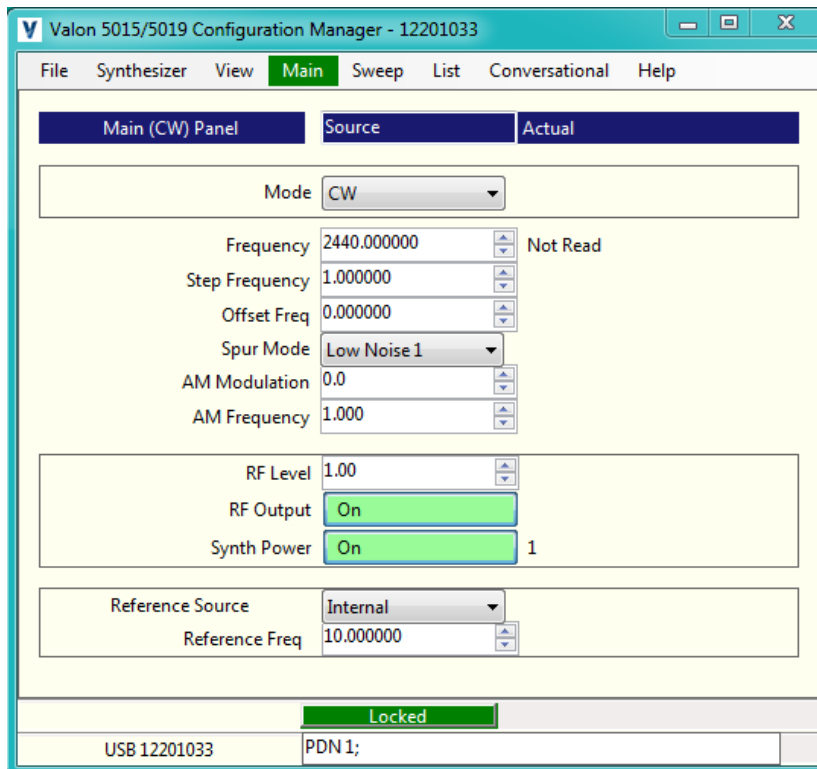 Valon 5015/5019 Configuration Manager - 12201033
File Synthesizer View Main Sweep List Conversational Help
Main (CW) Panel Source Actual
Mode CW
Frequency 2440.000000 Not Read
Step Frequency 1.000000
Offset Freq 0.000000
Spur Mode Low Noise 1
AM Modulation 0.0
AM Frequency 1.000
RF Level 1.00
RF Output On
Synth Power On 1
Reference Source Internal
Reference Freq 10.000000
Locked
USB 12201033 PDN 1;